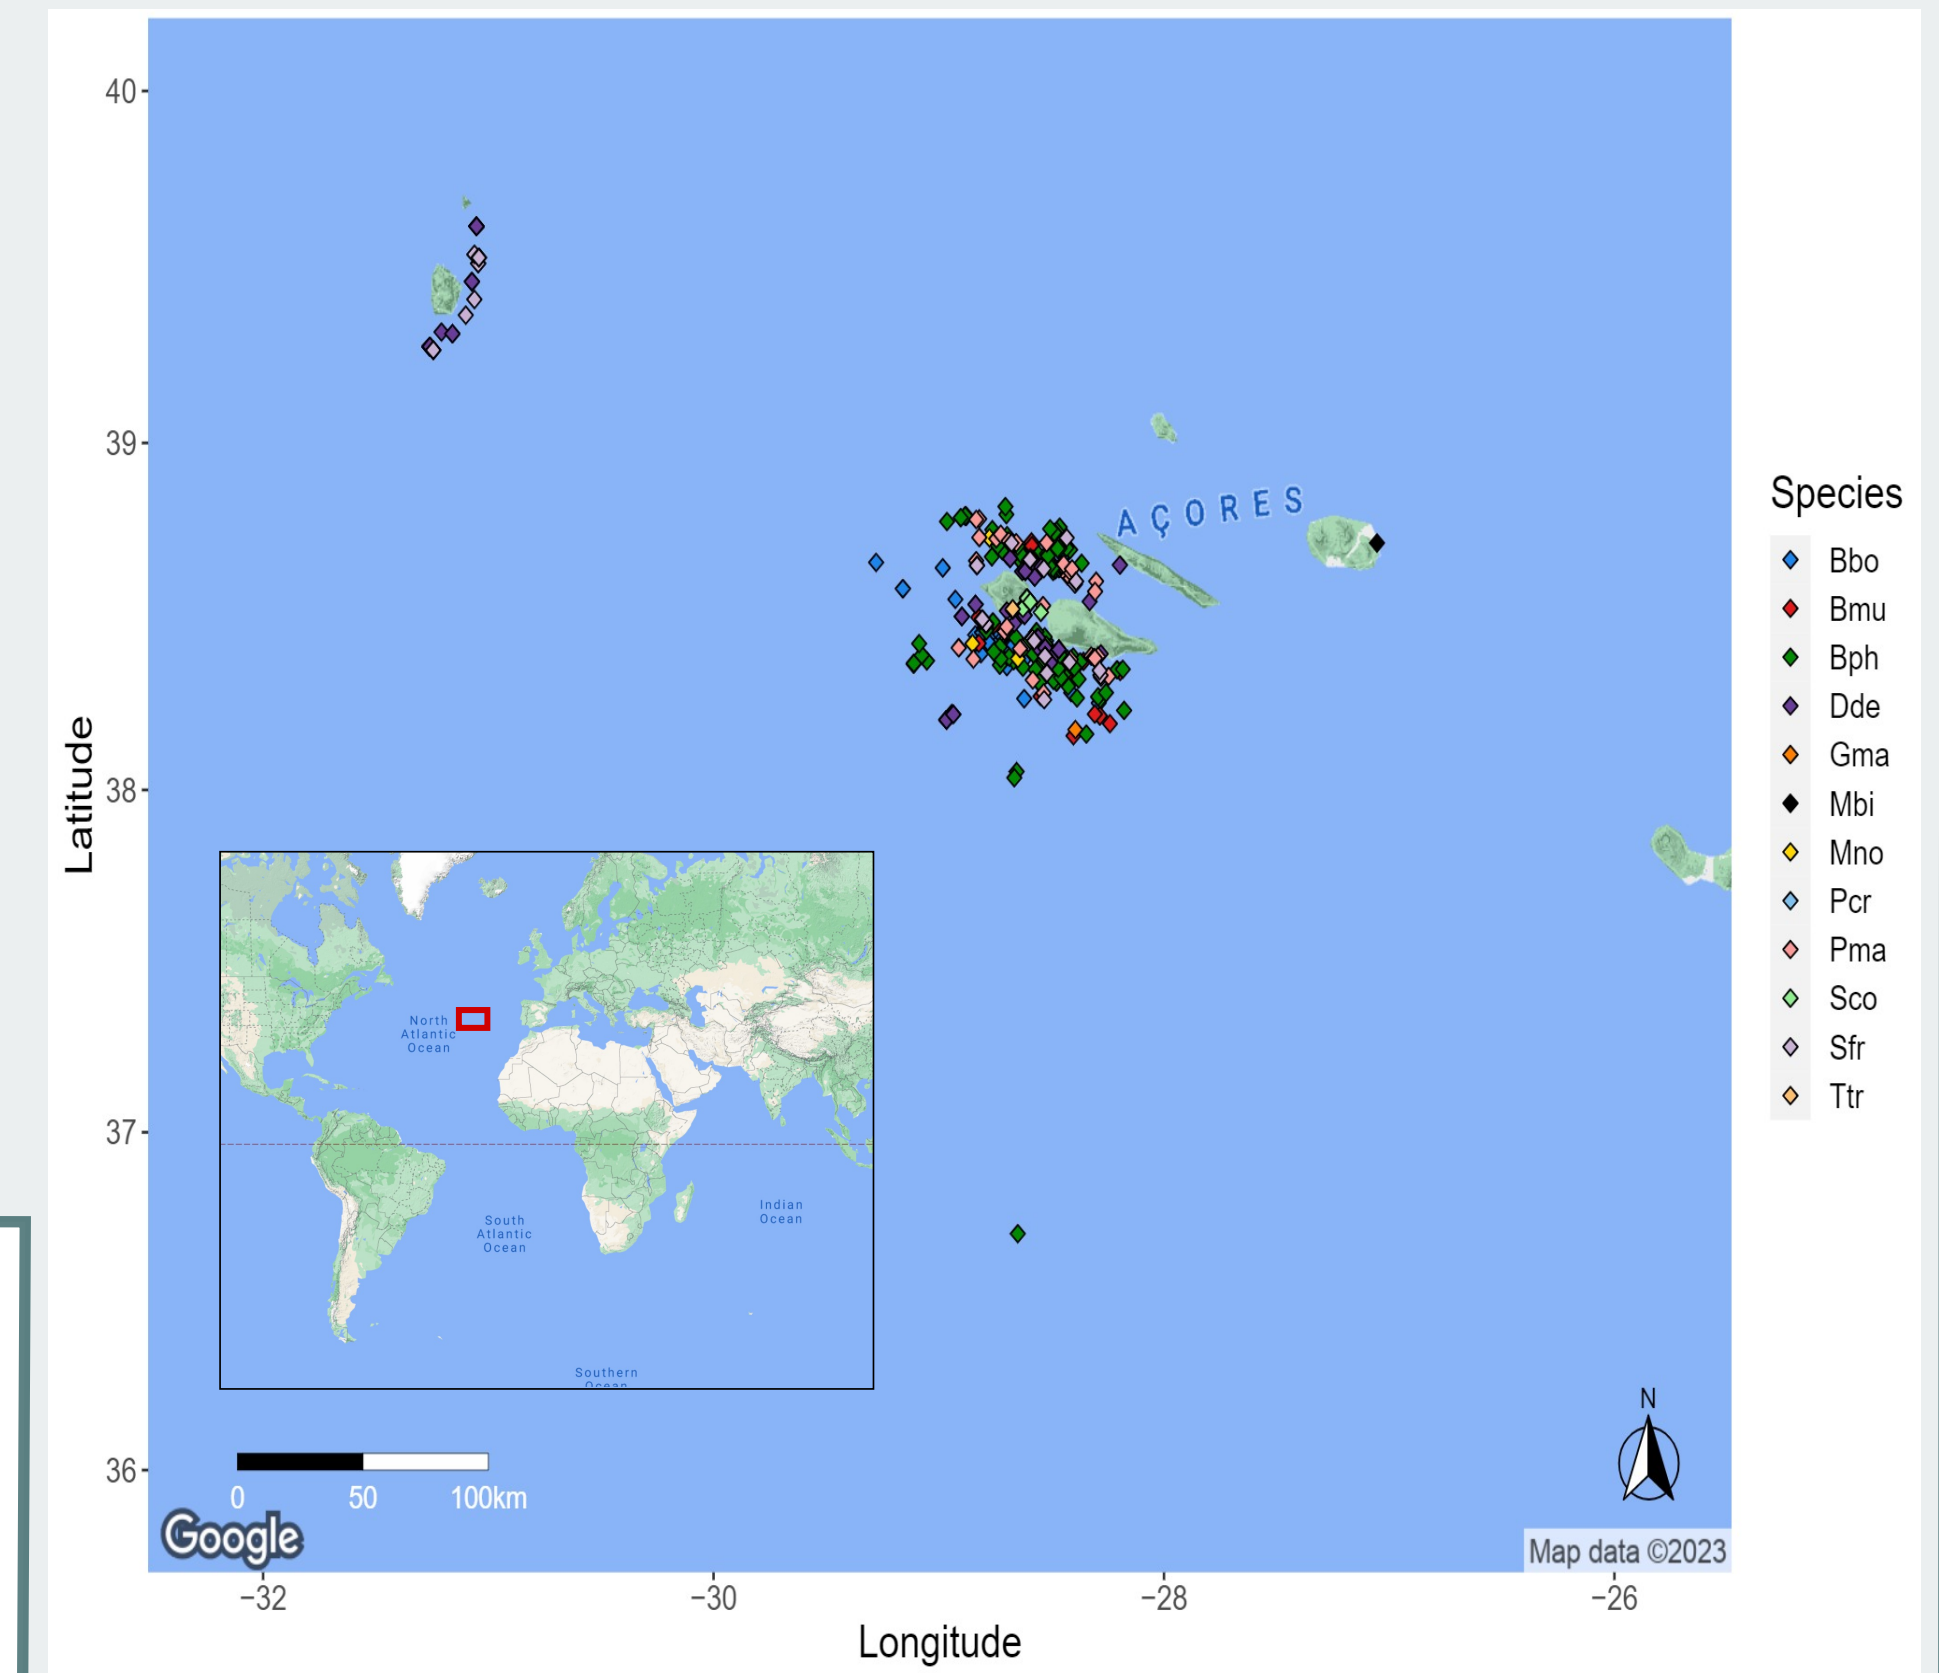 40
39
38
37
36
Latitude
AÇORES
North
Atlantic
Ocean
South
Atlantic
Ocean
Indian
Ocean
Southern
Ocean
0 50 100km
Google
N
Map data ©2023
−32 −30 −28 −26
Longitude
Species
Bbo
Bmu
Bph
Dde
Gma
Mbi
Mno
Pcr
Pma
Sco
Sfr
Ttr